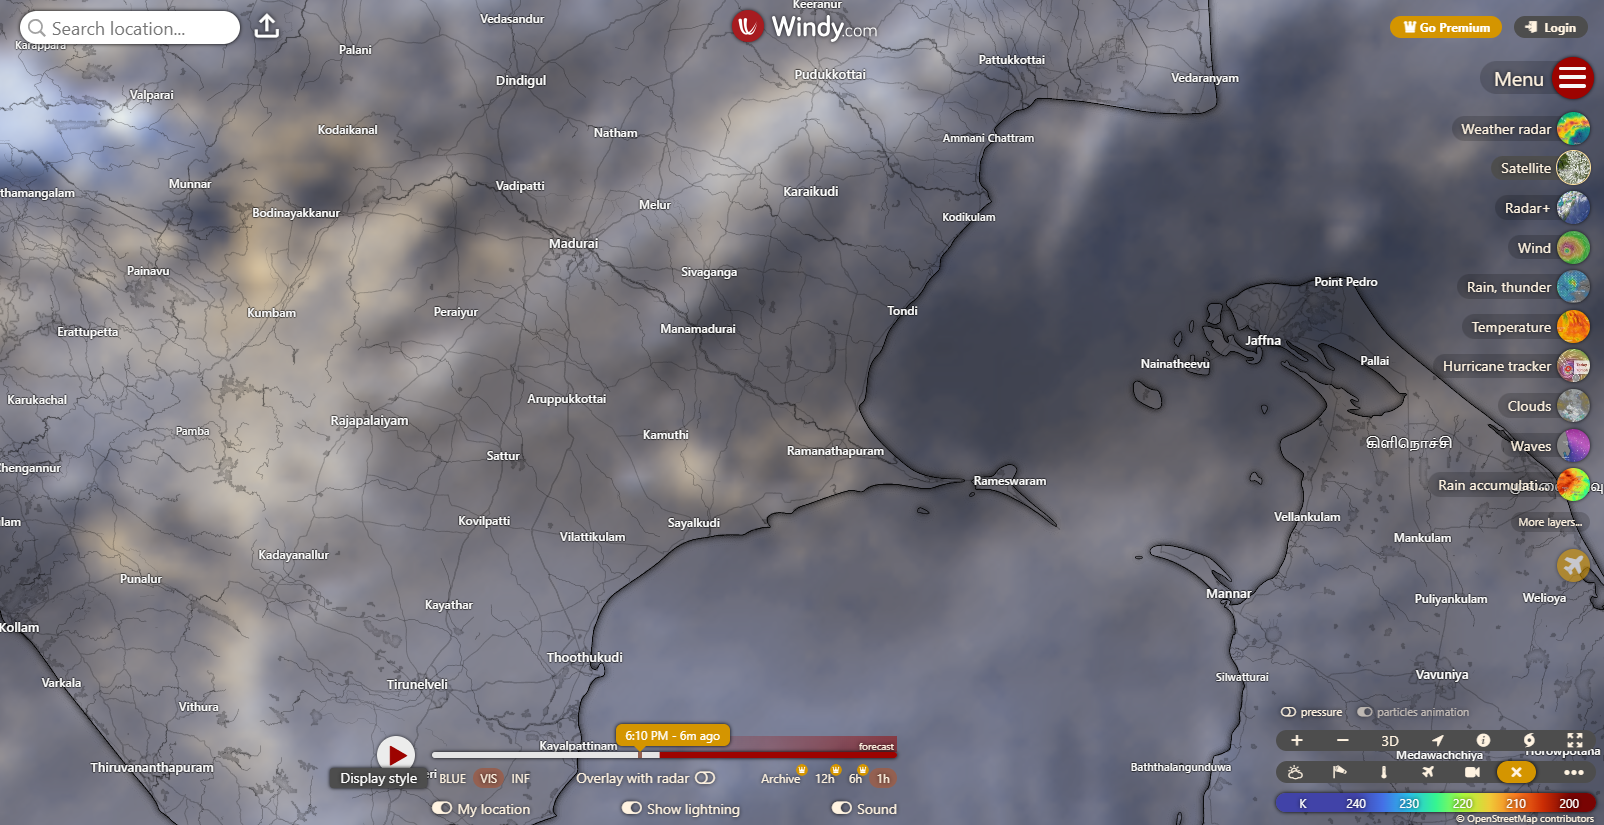 Search location...
Windy.com
Go Premium
Login
Menu
Keeranur
Vedasandur
Karappara
Palani
Dindigul
Pudukkottai
Pattukkottai
Vedaranyam
Valparai
Kodaikanal
Natham
Ammani Chattram
Weather radar
Satellite
thamangalam
Munnar
Vadipatti
Karaikudi
Bodinayakkanur
Melur
Kodikulam
Radar+
Madurai
Wind
Painavu
Sivaganga
Point Pedro
Rain, thunder
Kumbam
Peraiyur
Tondi
Erattupetta
Manamadurai
Temperature
Jaffna
Nainatheevu
Pallai
Hurricane tracker
Karukachal
Aruppukkottai
Clouds
Rajapalaiyam
Pamba
Kamuthi
கிளிநொச்சி
Waves
Sattur
Ramanathapuram
Chengannur
Rameswaram
Rain accumulati...
lam
Kovilpatti
Sayalkudi
Vellankulam
More layers...
Vilattikulam
Mankulam
Kadayanallur
Punalur
Mannar
Puliyankulam
Welioya
Kayathar
Kollam
Thoothukudi
Varkala
Tirunelveli
Silwatturai
Vavuniya
Vithura
pressure
particles animation
6:10 PM - 6m ago
Kayalpattinam
forecast
3D
Medawachchiya
Horowpotana
Thiruvananthapuram
Baththalangunduwa
Display style
eri
BLUE
VIS
INF
Overlay with radar
Archive
12h
6h
1h
My location
Show lightning
Sound
K 240 230 220 210 200
© OpenStreetMap contributors